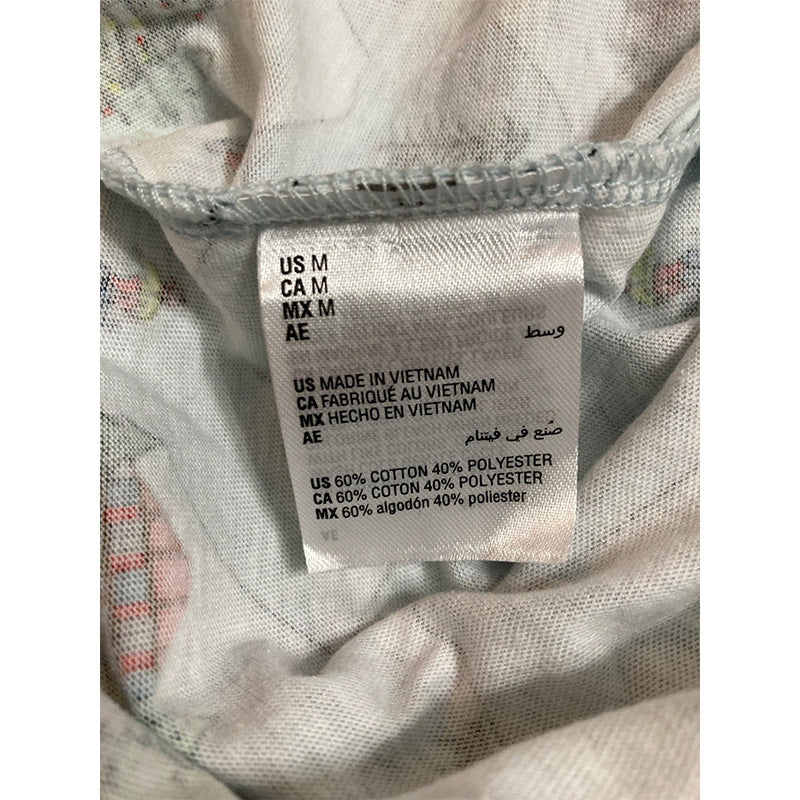 US M
CA M
MX M
AE وسط
US MADE IN VIETNAM
CA FABRIQUÉ AU VIETNAM
MX HECHO EN VIETNAM
AE صُنع في فيتنام
US 60% COTTON 40% POLYESTER
CA 60% COTON 40% POLYESTER
MX 60% algodón 40% poliester